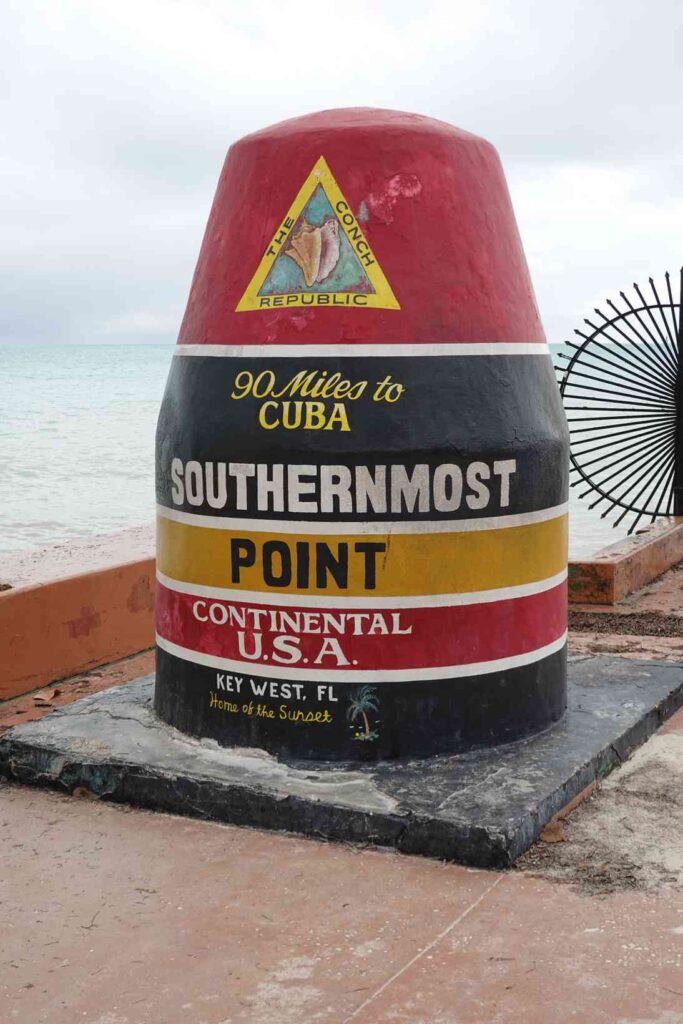 THE CONCH
REPUBLIC
90 Miles to
CUBA
SOUTHERNMOST
POINT
CONTINENTAL
U.S.A.
KEY WEST, FL
Home of the Sunset